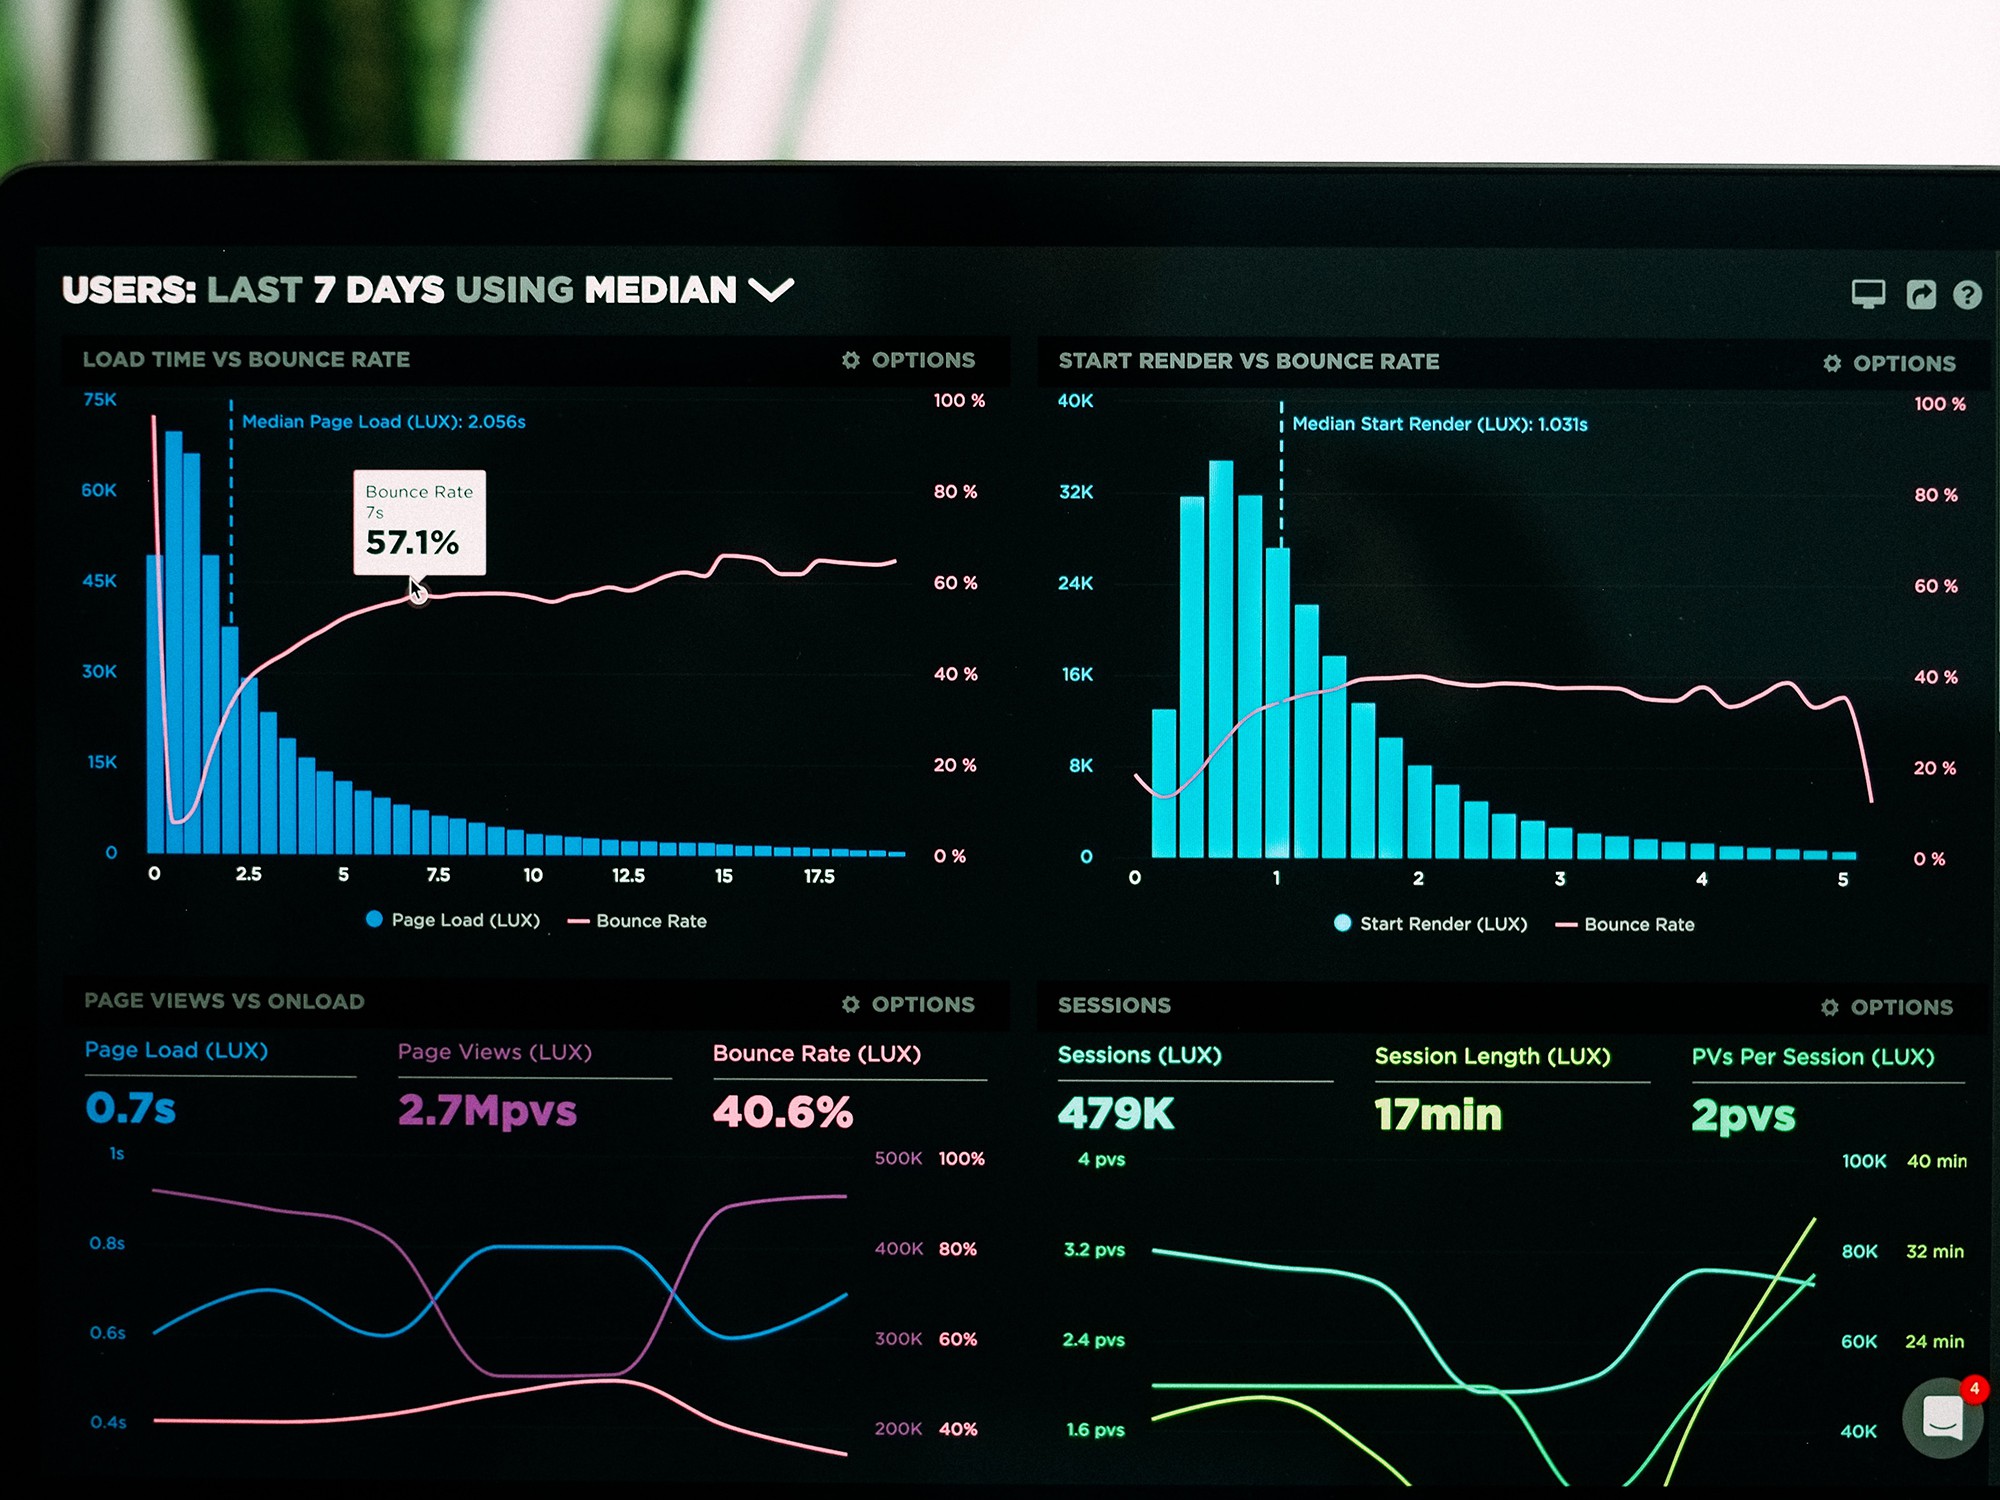 USERS: LAST 7 DAYS USING MEDIAN
LOAD TIME VS BOUNCE RATE
OPTIONS
75K
100 %
Median Page Load (LUX): 2.056s
60K
80 %
Bounce Rate
7s
57.1%
45K
60 %
30K
40 %
15K
20 %
0
0 %
0 2.5 5 7.5 10 12.5 15 17.5
Page Load (LUX) Bounce Rate
START RENDER VS BOUNCE RATE
OPTIONS
40K
100 %
Median Start Render (LUX): 1.031s
32K
80 %
24K
60 %
16K
40 %
8K
20 %
0
0 %
0 1 2 3 4 5
Start Render (LUX) Bounce Rate
PAGE VIEWS VS ONLOAD
OPTIONS
Page Load (LUX) Page Views (LUX) Bounce Rate (LUX)
0.7s 2.7Mpvs 40.6%
1s
500K 100%
0.8s
400K 80%
0.6s
300K 60%
0.4s
200K 40%
SESSIONS
OPTIONS
Sessions (LUX) Session Length (LUX) PVs Per Session (LUX)
479K 17min 2pvs
4 pvs
100K 40 min
3.2 pvs
80K 32 min
2.4 pvs
60K 24 min
1.6 pvs
40K
4